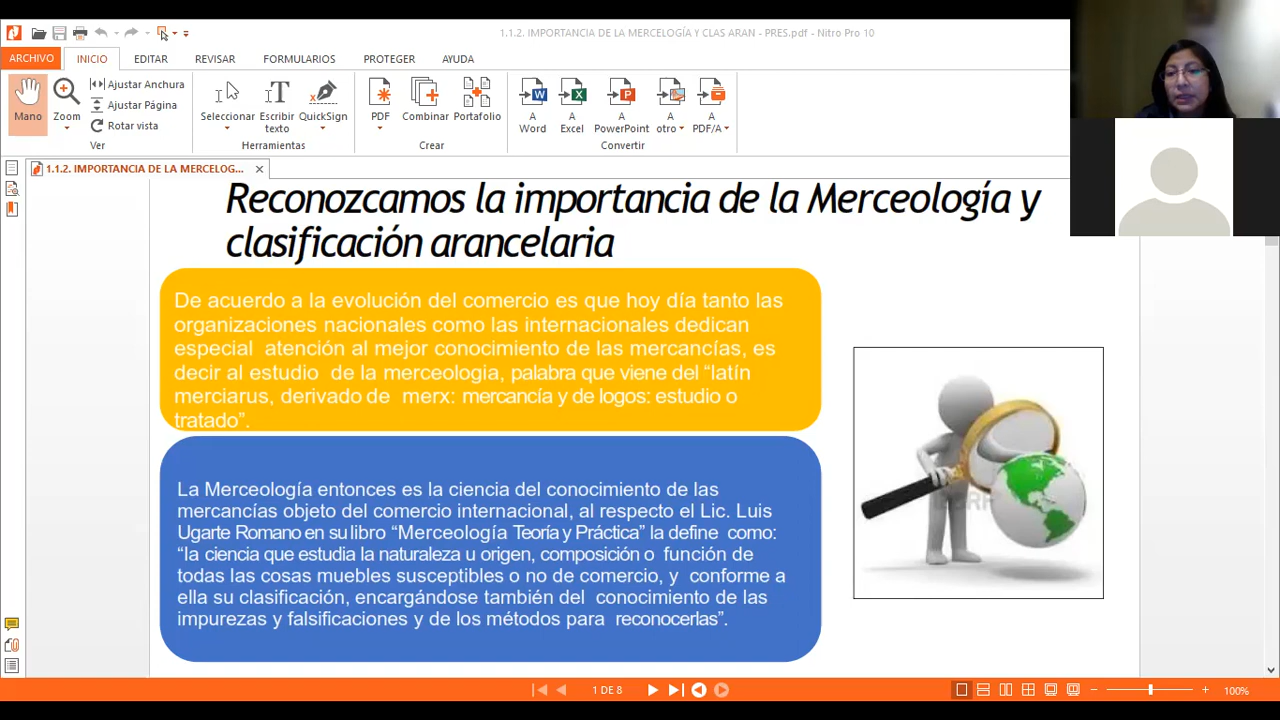 1.1.2. IMPORTANCIA DE LA MERCELOGÍA Y CLAS ARAN - PRES.pdf - Nitro Pro 10
ARCHIVO INICIO EDITAR REVISAR FORMULARIOS PROTEGER AYUDA
Mano
Zoom
Ajustar Anchura
Ajustar Página
Rotar vista
Ver
Seleccionar
Escribir
texto
QuickSign
Herramientas
PDF
Combinar
Portafolio
Crear
A
Word
A
Excel
A
PowerPoint
A
otro
A
PDF/A
Convertir
1.1.2. IMPORTANCIA DE LA MERCELOG...
Reconozcamos la importancia de la Merceología y
clasificación arancelaria
De acuerdo a la evolución del comercio es que hoy día tanto las
organizaciones nacionales como las internacionales dedican
especial atención al mejor conocimiento de las mercancías, es
decir al estudio de la merceologia, palabra que viene del “latín
merciarus, derivado de merx: mercancía y de logos: estudio o
tratado”.
La Merceología entonces es la ciencia del conocimiento de las
mercancías objeto del comercio internacional, al respecto el Lic. Luis
Ugarte Romano en su libro “Merceología Teoría y Práctica” la define como:
“la ciencia que estudia la naturaleza u origen, composición o función de
todas las cosas muebles susceptibles o no de comercio, y conforme a
ella su clasificación, encargándose también del conocimiento de las
impurezas y falsificaciones y de los métodos para reconocerlas”.
1 DE 8
100%